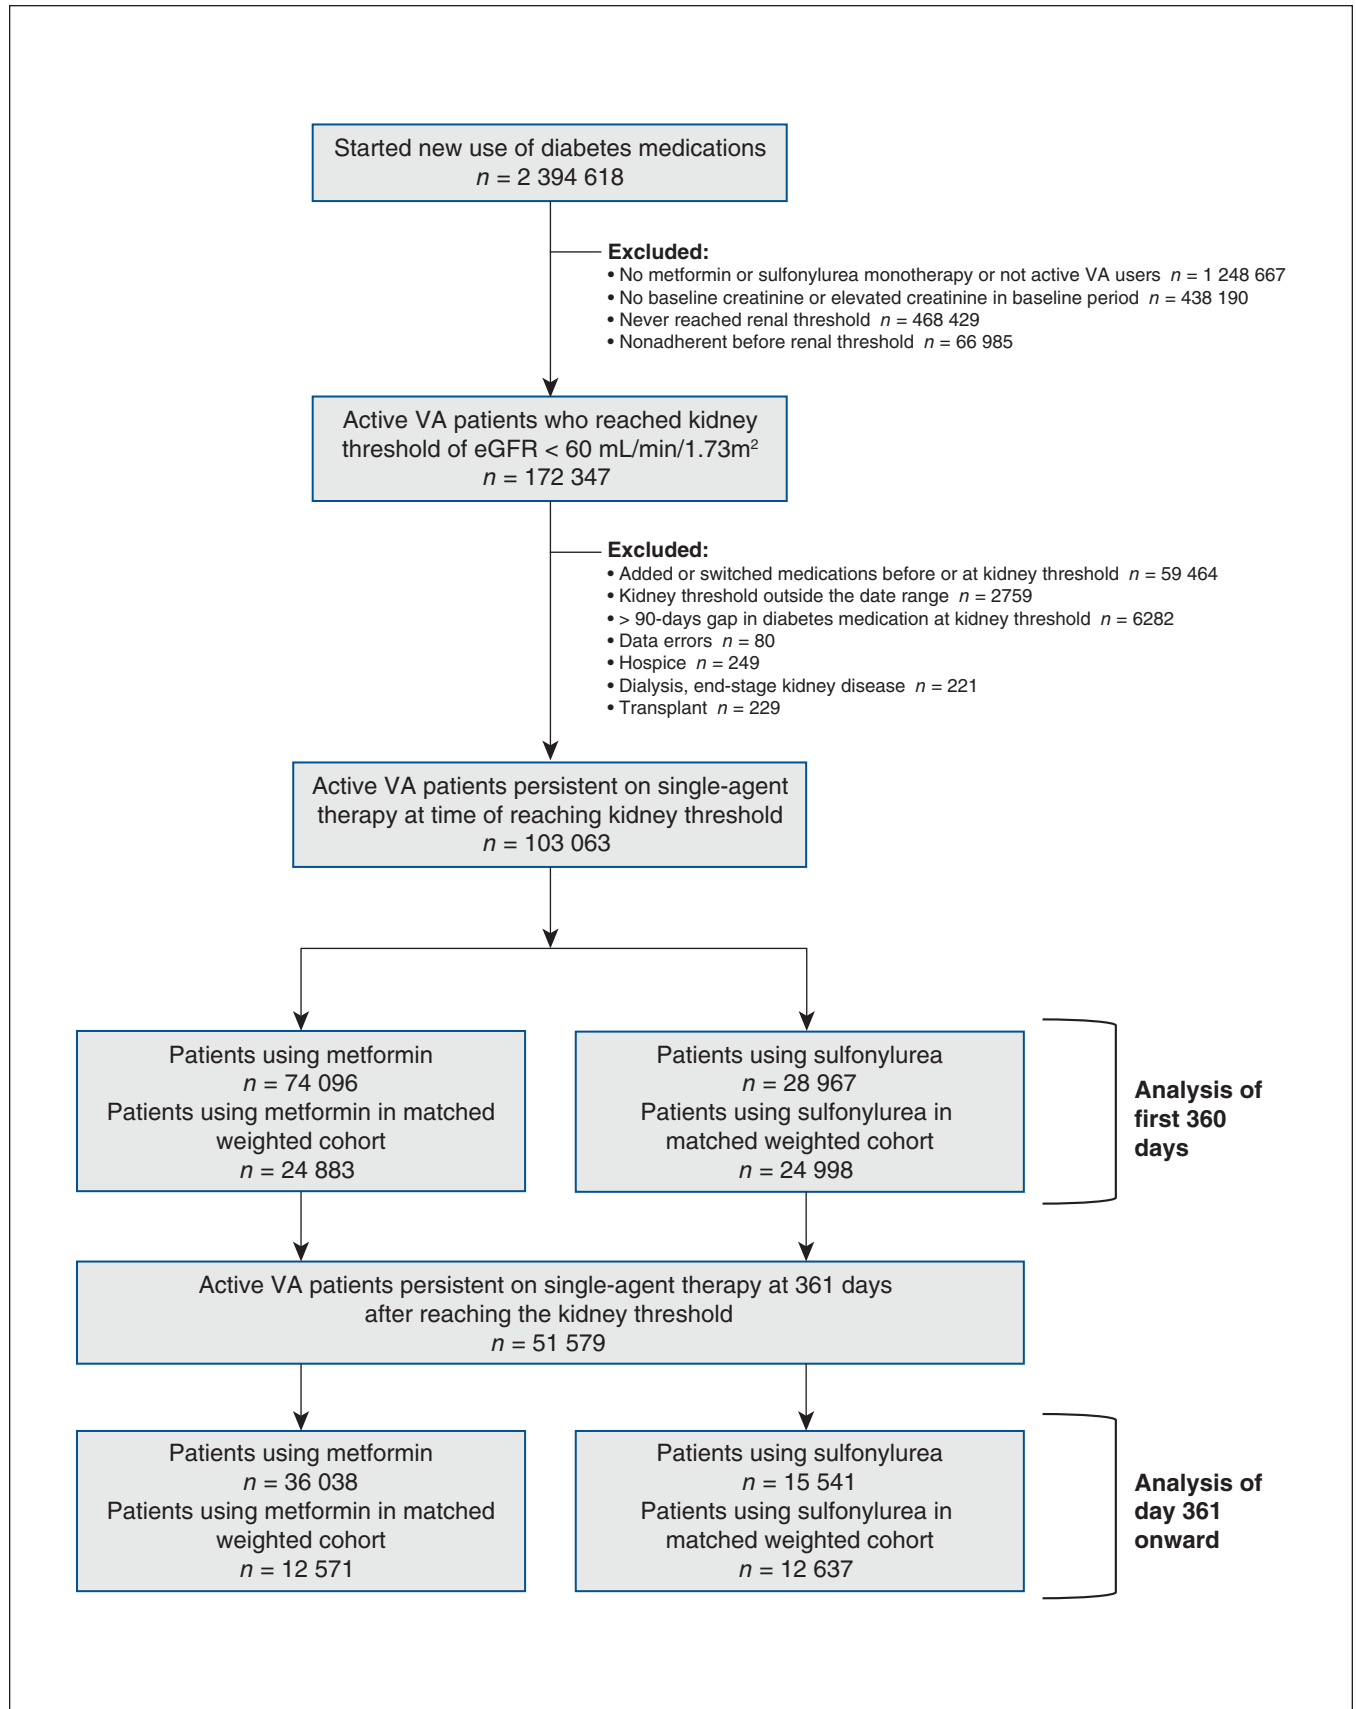 Started new use of diabetes medications
n = 2 394 618
Excluded:
• No metformin or sulfonylurea monotherapy or not active VA users n = 1 248 667
• No baseline creatinine or elevated creatinine in baseline period n = 438 190
• Never reached renal threshold n = 468 429
• Nonadherent before renal threshold n = 66 985
Active VA patients who reached kidney
threshold of eGFR < 60 mL/min/1.73m²
n = 172 347
Excluded:
• Added or switched medications before or at kidney threshold n = 59 464
• Kidney threshold outside the date range n = 2759
• > 90-days gap in diabetes medication at kidney threshold n = 6282
• Data errors n = 80
• Hospice n = 249
• Dialysis, end-stage kidney disease n = 221
• Transplant n = 229
Active VA patients persistent on single-agent
therapy at time of reaching kidney threshold
n = 103 063
Patients using metformin
n = 74 096
Patients using metformin in matched
weighted cohort
n = 24 883
Patients using sulfonylurea
n = 28 967
Patients using sulfonylurea in
matched weighted cohort
n = 24 998
Analysis of
first 360
days
Active VA patients persistent on single-agent therapy at 361 days
after reaching the kidney threshold
n = 51 579
Patients using metformin
n = 36 038
Patients using metformin in matched
weighted cohort
n = 12 571
Patients using sulfonylurea
n = 15 541
Patients using sulfonylurea in
matched weighted cohort
n = 12 637
Analysis of
day 361
onward